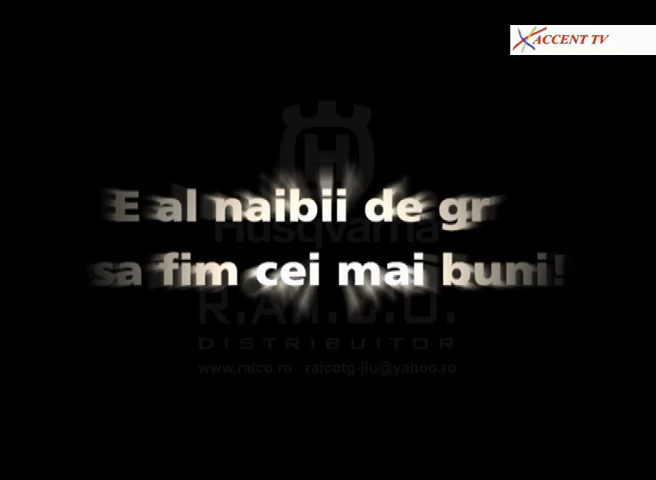 ACCENT TV
H
E al naibii de gr
Husqvarna
sa fim cei mai buni!
R.A.I.C.O.
DISTRIBUITOR
www.raico.ro raicotg-jiu@yahoo.ro